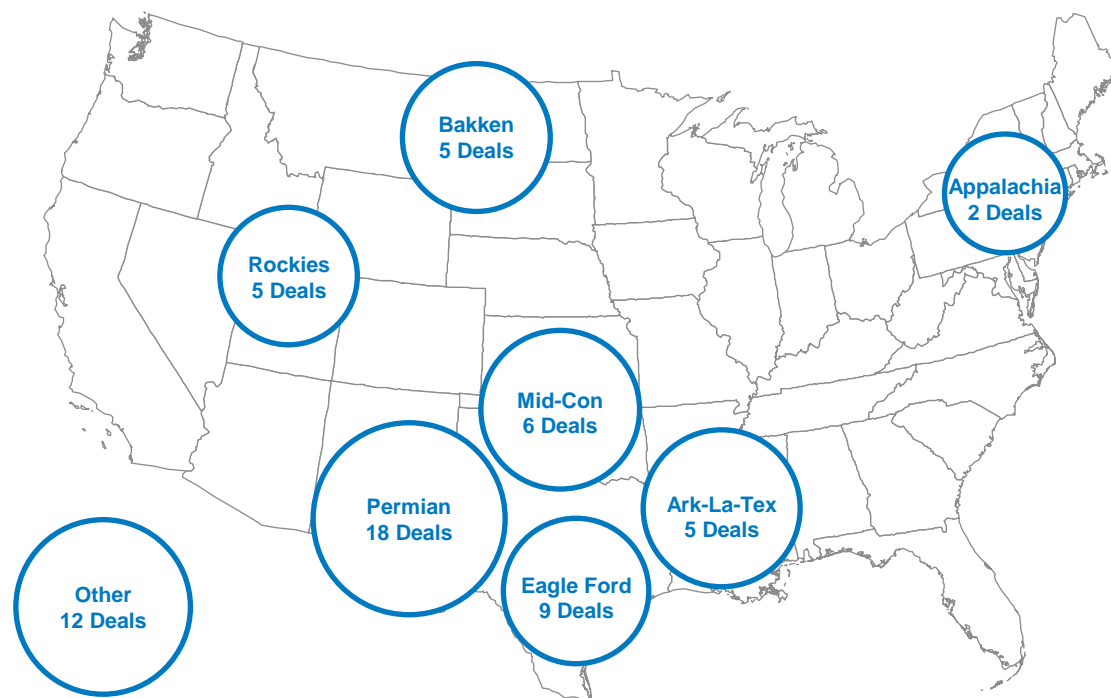 Bakken
5 Deals
Appalachia
2 Deals
Rockies
5 Deals
Mid-Con
6 Deals
Permian
18 Deals
Ark-La-Tex
5 Deals
Eagle Ford
9 Deals
Other
12 Deals